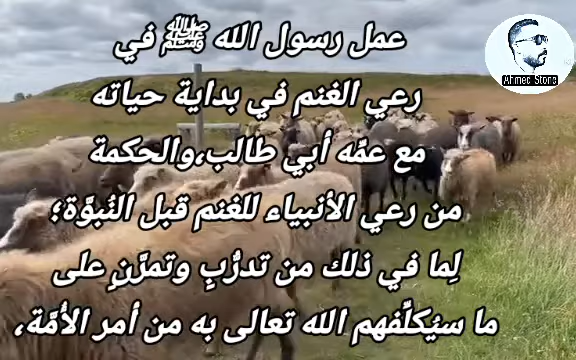 عمل رسول الله ﷺ في
رعي الغنم في بداية حياته
مع عمّه أبي طالب،والحكمة
من رعي الأنبياء للغنم قبل النُبوَّة؛
لِما في ذلك من تدرُّبٍ وتمرَّنٍ على
ما سيُكلَّفهم الله تعالى به من أمر الأمَّة،
Ahmed Stone